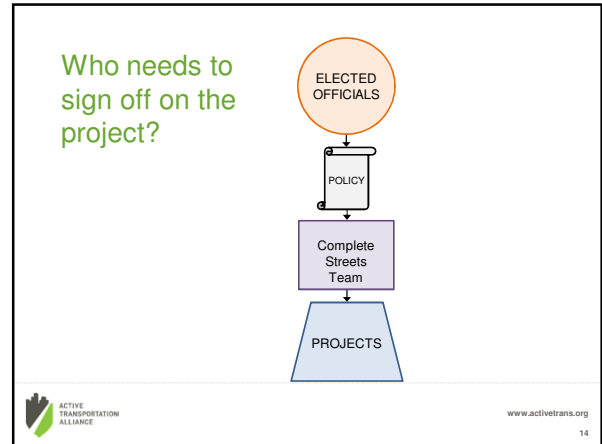 Who needs to
sign off on the
project?
ELECTED
OFFICIALS
POLICY
Complete
Streets
Team
PROJECTS
ACTIVE
TRANSPORTATION
ALLIANCE
www.activetrans.org
14